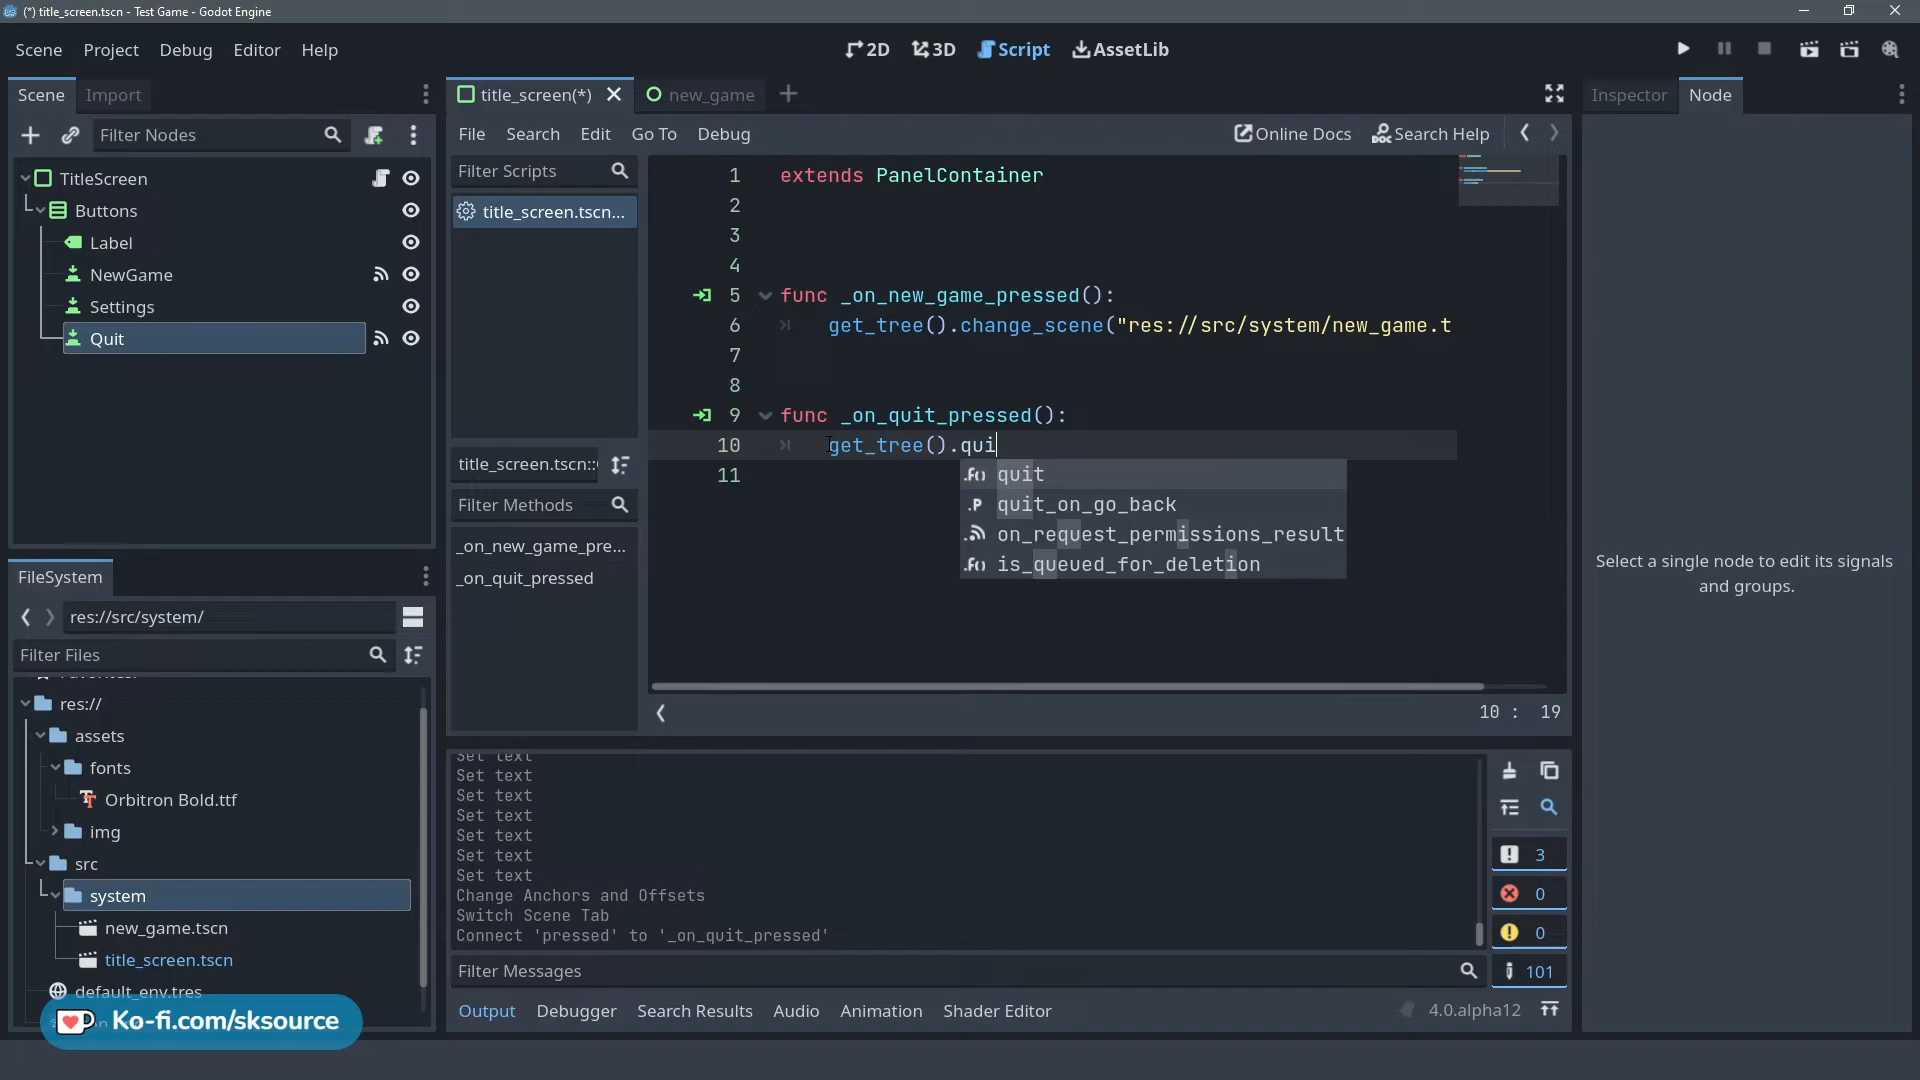 (*) title_screen.tscn - Test Game - Godot Engine
Scene Project Debug Editor Help
2D 3D Script AssetLib
Scene Import
Filter Nodes
TitleScreen
Buttons
Label
NewGame
Settings
Quit
title_screen(*) new_game
File Search Edit Go To Debug
Online Docs Search Help
Filter Scripts
title_screen.tscn...
title_screen.tscn::
Filter Methods
_on_new_game_pre...
_on_quit_pressed
1 extends PanelContainer
2
3
4
5 func _on_new_game_pressed():
6 get_tree().change_scene("res://src/system/new_game.t
7
8
9 func _on_quit_pressed():
10 get_tree().qui
11
quit
quit_on_go_back
on_request_permissions_result
is_queued_for_deletion
10 : 19
Inspector Node
Select a single node to edit its signals
and groups.
FileSystem
res://src/system/
Filter Files
res://
assets
fonts
Orbitron Bold.ttf
img
src
system
new_game.tscn
title_screen.tscn
default_env.tres
Ko-fi.com/sksource
Set text
Set text
Set text
Set text
Set text
Set text
Set text
Change Anchors and Offsets
Switch Scene Tab
Connect 'pressed' to '_on_quit_pressed'
3
0
0
101
Filter Messages
Output Debugger Search Results Audio Animation Shader Editor
4.0.alpha12